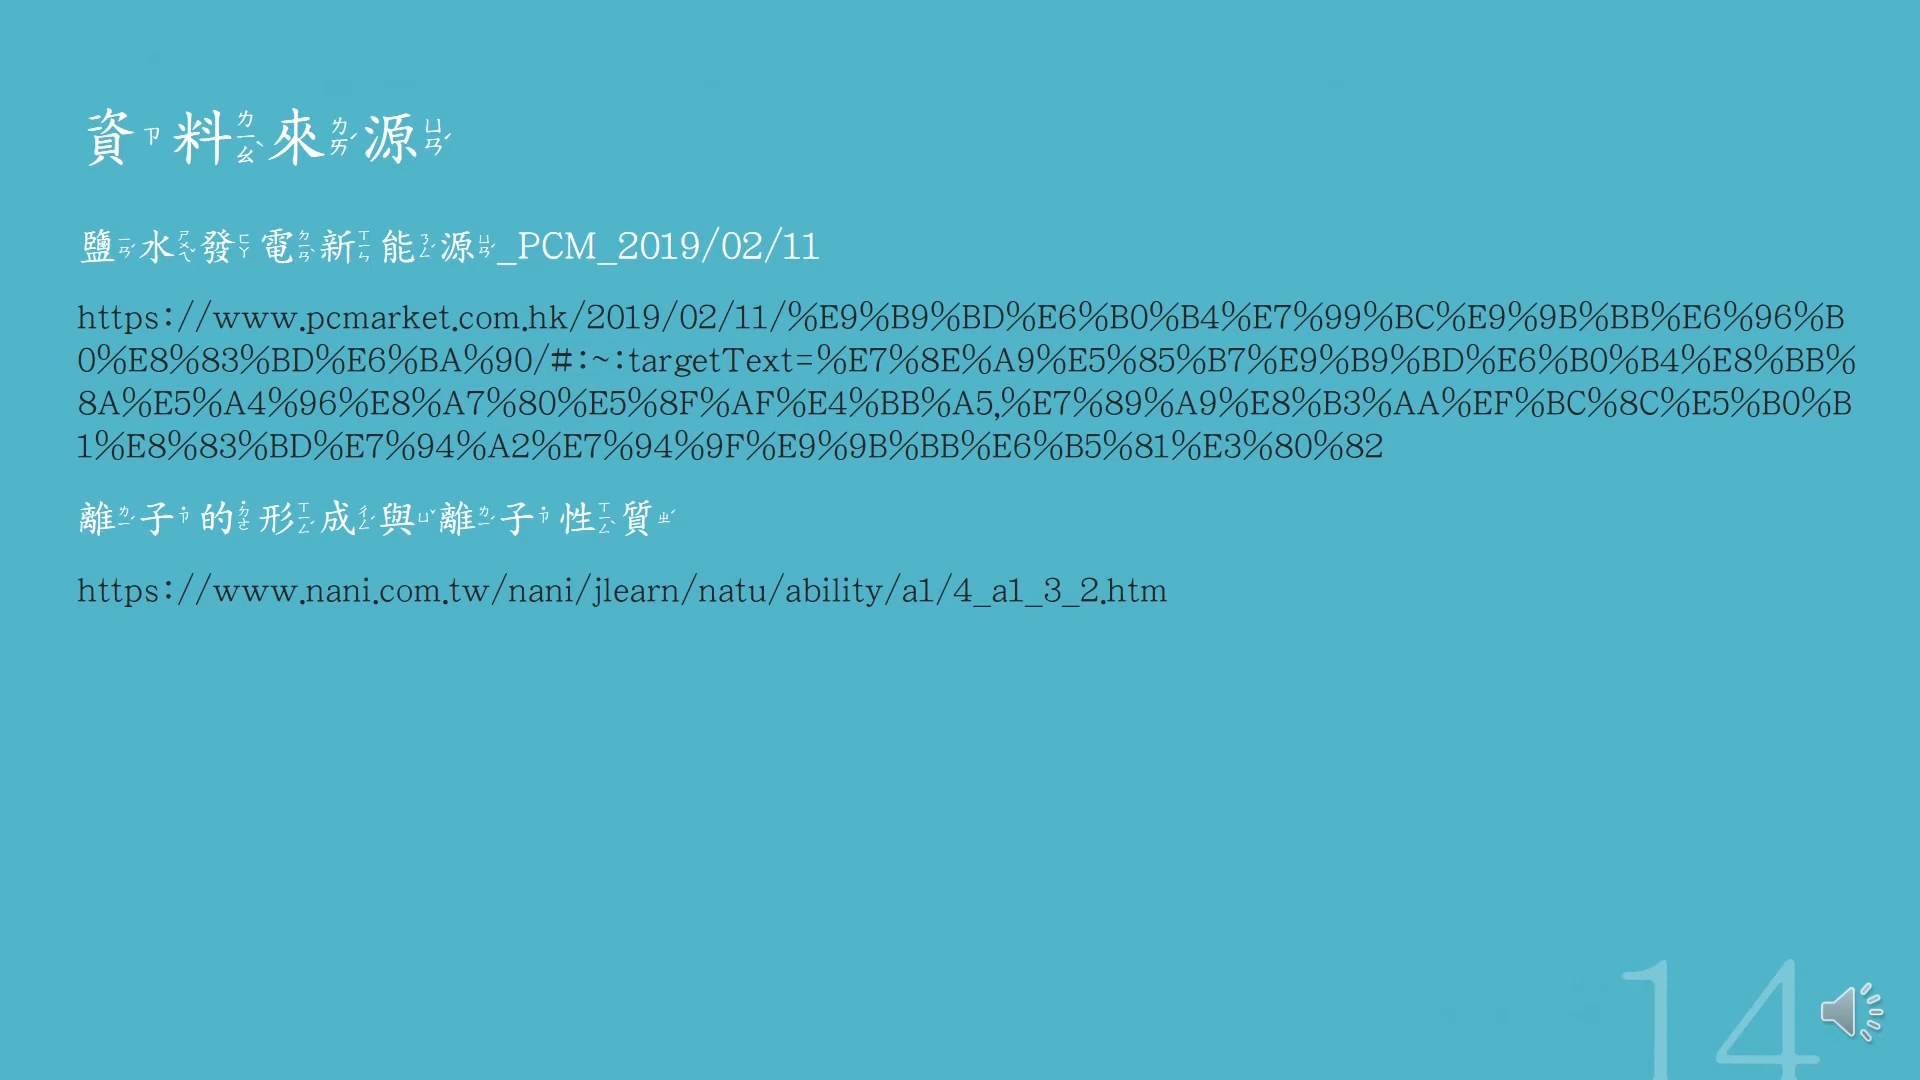 資料來源
鹽水發電新能源_PCM_2019/02/11
https://www.pcmarket.com.hk/2019/02/11/%E9%B9%BD%E6%B0%B4%E7%99%BC%E9%9B%BB%E6%96%B
0%E8%83%BD%E6%BA%90/#:~:targetText=%E7%8E%A9%E5%85%B7%E9%B9%BD%E6%B0%B4%E8%BB%
8A%E5%A4%96%E8%A7%80%E5%8F%AF%E4%BB%A5,%E7%89%A9%E8%B3%AA%EF%BC%8C%E5%B0%B
1%E8%83%BD%E7%94%A2%E7%94%9F%E9%9B%BB%E6%B5%81%E3%80%82
離子的形成與離子性質
https://www.nani.com.tw/nani/jlearn/natu/ability/a1/4_a1_3_2.htm
14